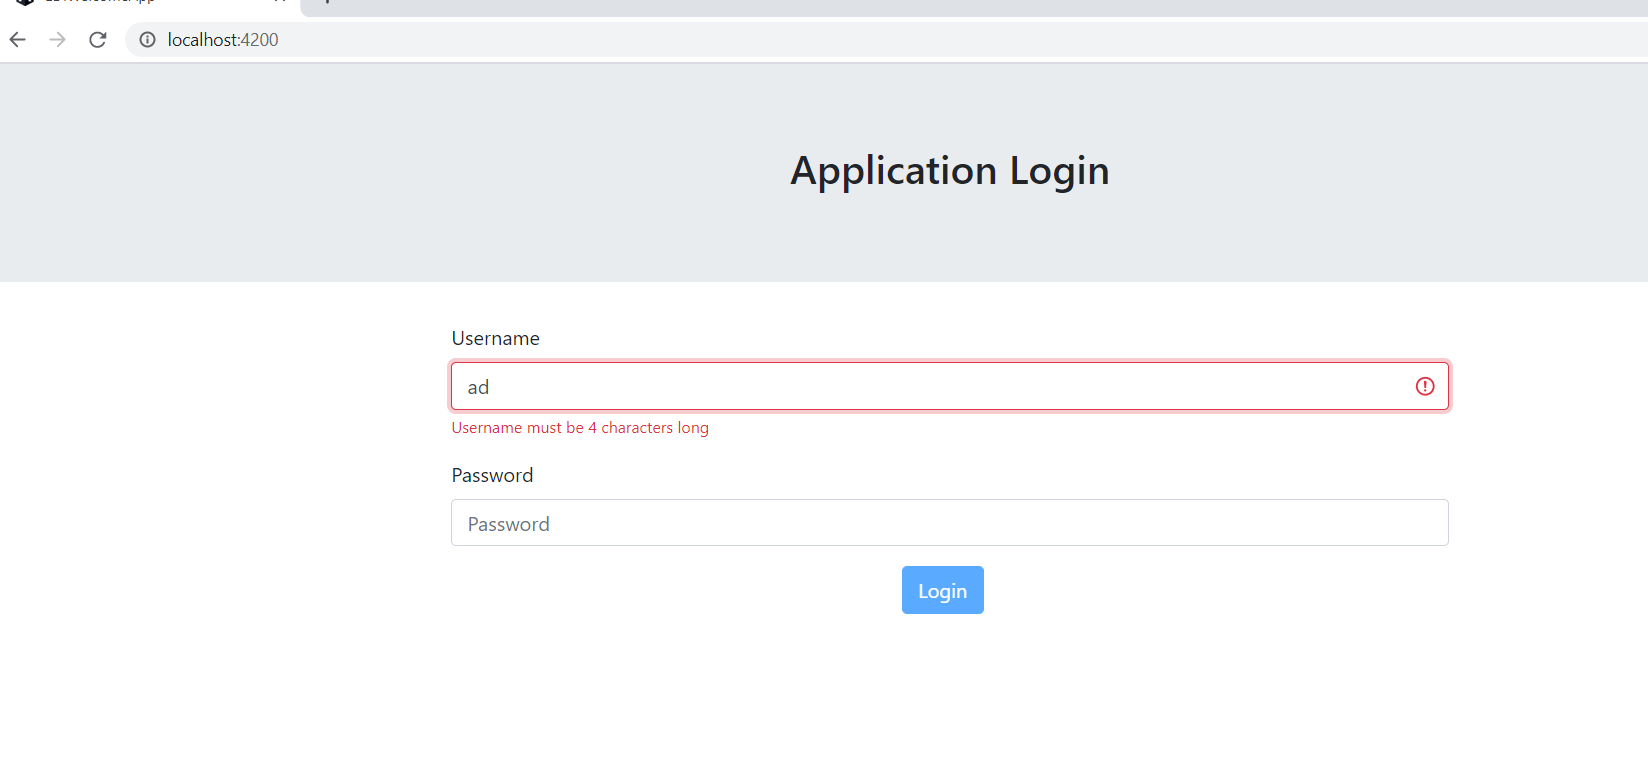 localhost:4200
Application Login
Username
ad
Username must be 4 characters long
Password
Password
Login